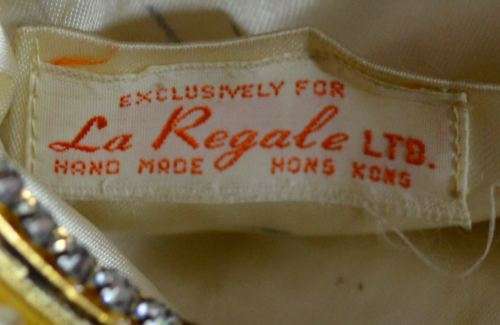 EXCLUSIVELY FOR
La Regale LTD.
HAND MADE HONG KONG